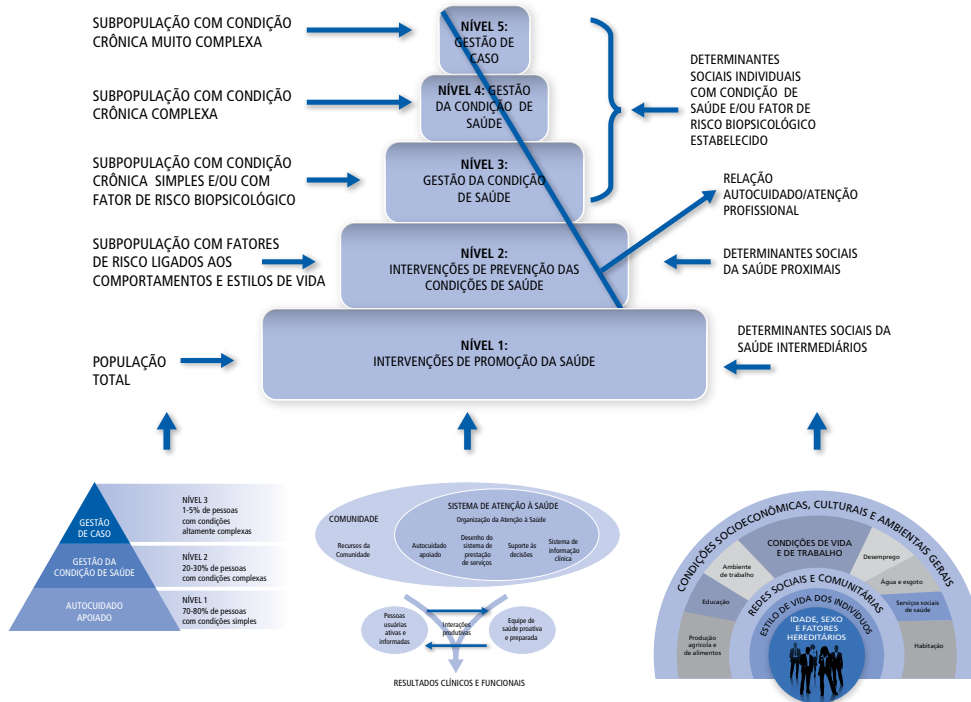 SUBPOPULAÇÃO COM CONDIÇÃO
CRÔNICA MUITO COMPLEXA
NÍVEL 5:
GESTÃO DE
CASO
SUBPOPULAÇÃO COM CONDIÇÃO
CRÔNICA COMPLEXA
NÍVEL 4: GESTÃO
DA CONDIÇÃO DE
SAÚDE
DETERMINANTES
SOCIAIS INDIVIDUAIS
COM CONDIÇÃO DE
SAÚDE E/OU FATOR DE
RISCO BIOPSICOLÓGICO
ESTABELECIDO
SUBPOPULAÇÃO COM CONDIÇÃO
CRÔNICA SIMPLES E/OU COM
FATOR DE RISCO BIOPSICOLÓGICO
NÍVEL 3:
GESTÃO DA CONDIÇÃO
DE SAÚDE
RELAÇÃO
AUTOCUIDADO/ATENÇÃO
PROFISSIONAL
SUBPOPULAÇÃO COM FATORES
DE RISCO LIGADOS AOS
COMPORTAMENTOS E ESTILOS DE VIDA
NÍVEL 2:
INTERVENÇÕES DE PREVENÇÃO DAS
CONDIÇÕES DE SAÚDE
DETERMINANTES SOCIAIS
DA SAÚDE PROXIMAIS
POPULAÇÃO
TOTAL
NÍVEL 1:
INTERVENÇÕES DE PROMOÇÃO DA SAÚDE
DETERMINANTES SOCIAIS DA
SAÚDE INTERMEDIÁRIOS
GESTÃO
DE CASO
NÍVEL 3
1-5% de pessoas
com condições
altamente complexas
GESTÃO DA
CONDIÇÃO DE SAÚDE
NÍVEL 2
20-30% de pessoas
com condições complexas
AUTOCUIDADO
APOIADO
NÍVEL 1
70-80% de pessoas
com condições simples
COMUNIDADE
Recursos da
Comunidade
SISTEMA DE ATENÇÃO À SAÚDE
Organização da Atenção à Saúde
Autocuidado
apoiado
Desenho do
sistema de
prestação
de serviços
Suporte às
decisões
Sistema de
informação
clínica
Pessoas
usuárias
ativas e
informadas
Interações
produtivas
Equipe de
saúde proativa
e preparada
RESULTADOS CLÍNICOS E FUNCIONAIS
CONDIÇÕES SOCIOECONÔMICAS, CULTURAIS E AMBIENTAIS GERAIS
CONDIÇÕES DE VIDA
E DE TRABALHO
Ambiente
de trabalho
Desemprego
Educação
Água e esgoto
Serviços sociais
de saúde
Produção
agrícola e
de alimentos
Habitação
REDES SOCIAIS E COMUNITÁRIAS
ESTILO DE VIDA DOS INDIVÍDUOS
IDADE, SEXO
E FATORES
HEREDITÁRIOS